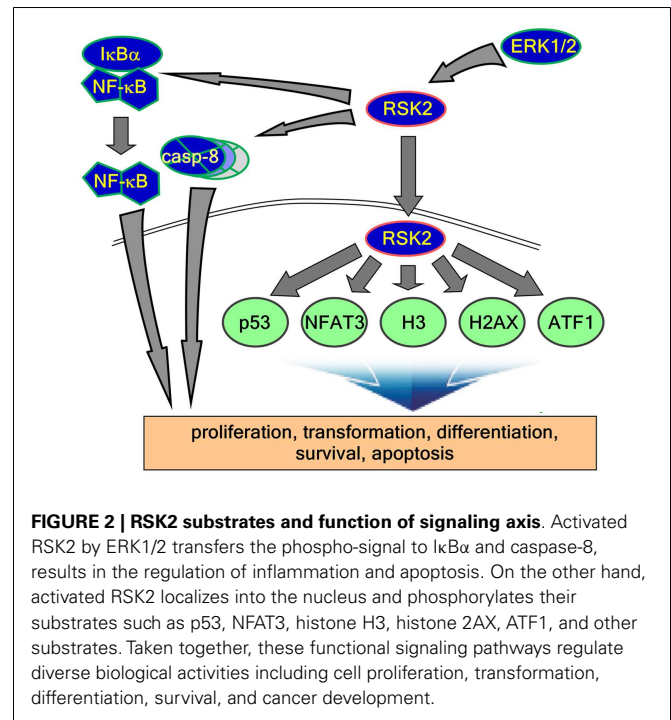 IκBα
ERK1/2
NF-κB
RSK2
casp-8
NF-κB
RSK2
p53
NFAT3
H3
H2AX
ATF1
proliferation, transformation, differentiation,
survival, apoptosis
FIGURE 2 | RSK2 substrates and function of signaling axis. Activated
RSK2 by ERK1/2 transfers the phospho-signal to IκBα and caspase-8,
results in the regulation of inflammation and apoptosis. On the other hand,
activated RSK2 localizes into the nucleus and phosphorylates their
substrates such as p53, NFAT3, histone H3, histone 2AX, ATF1, and other
substrates. Taken together, these functional signaling pathways regulate
diverse biological activities including cell proliferation, transformation,
differentiation, survival, and cancer development.